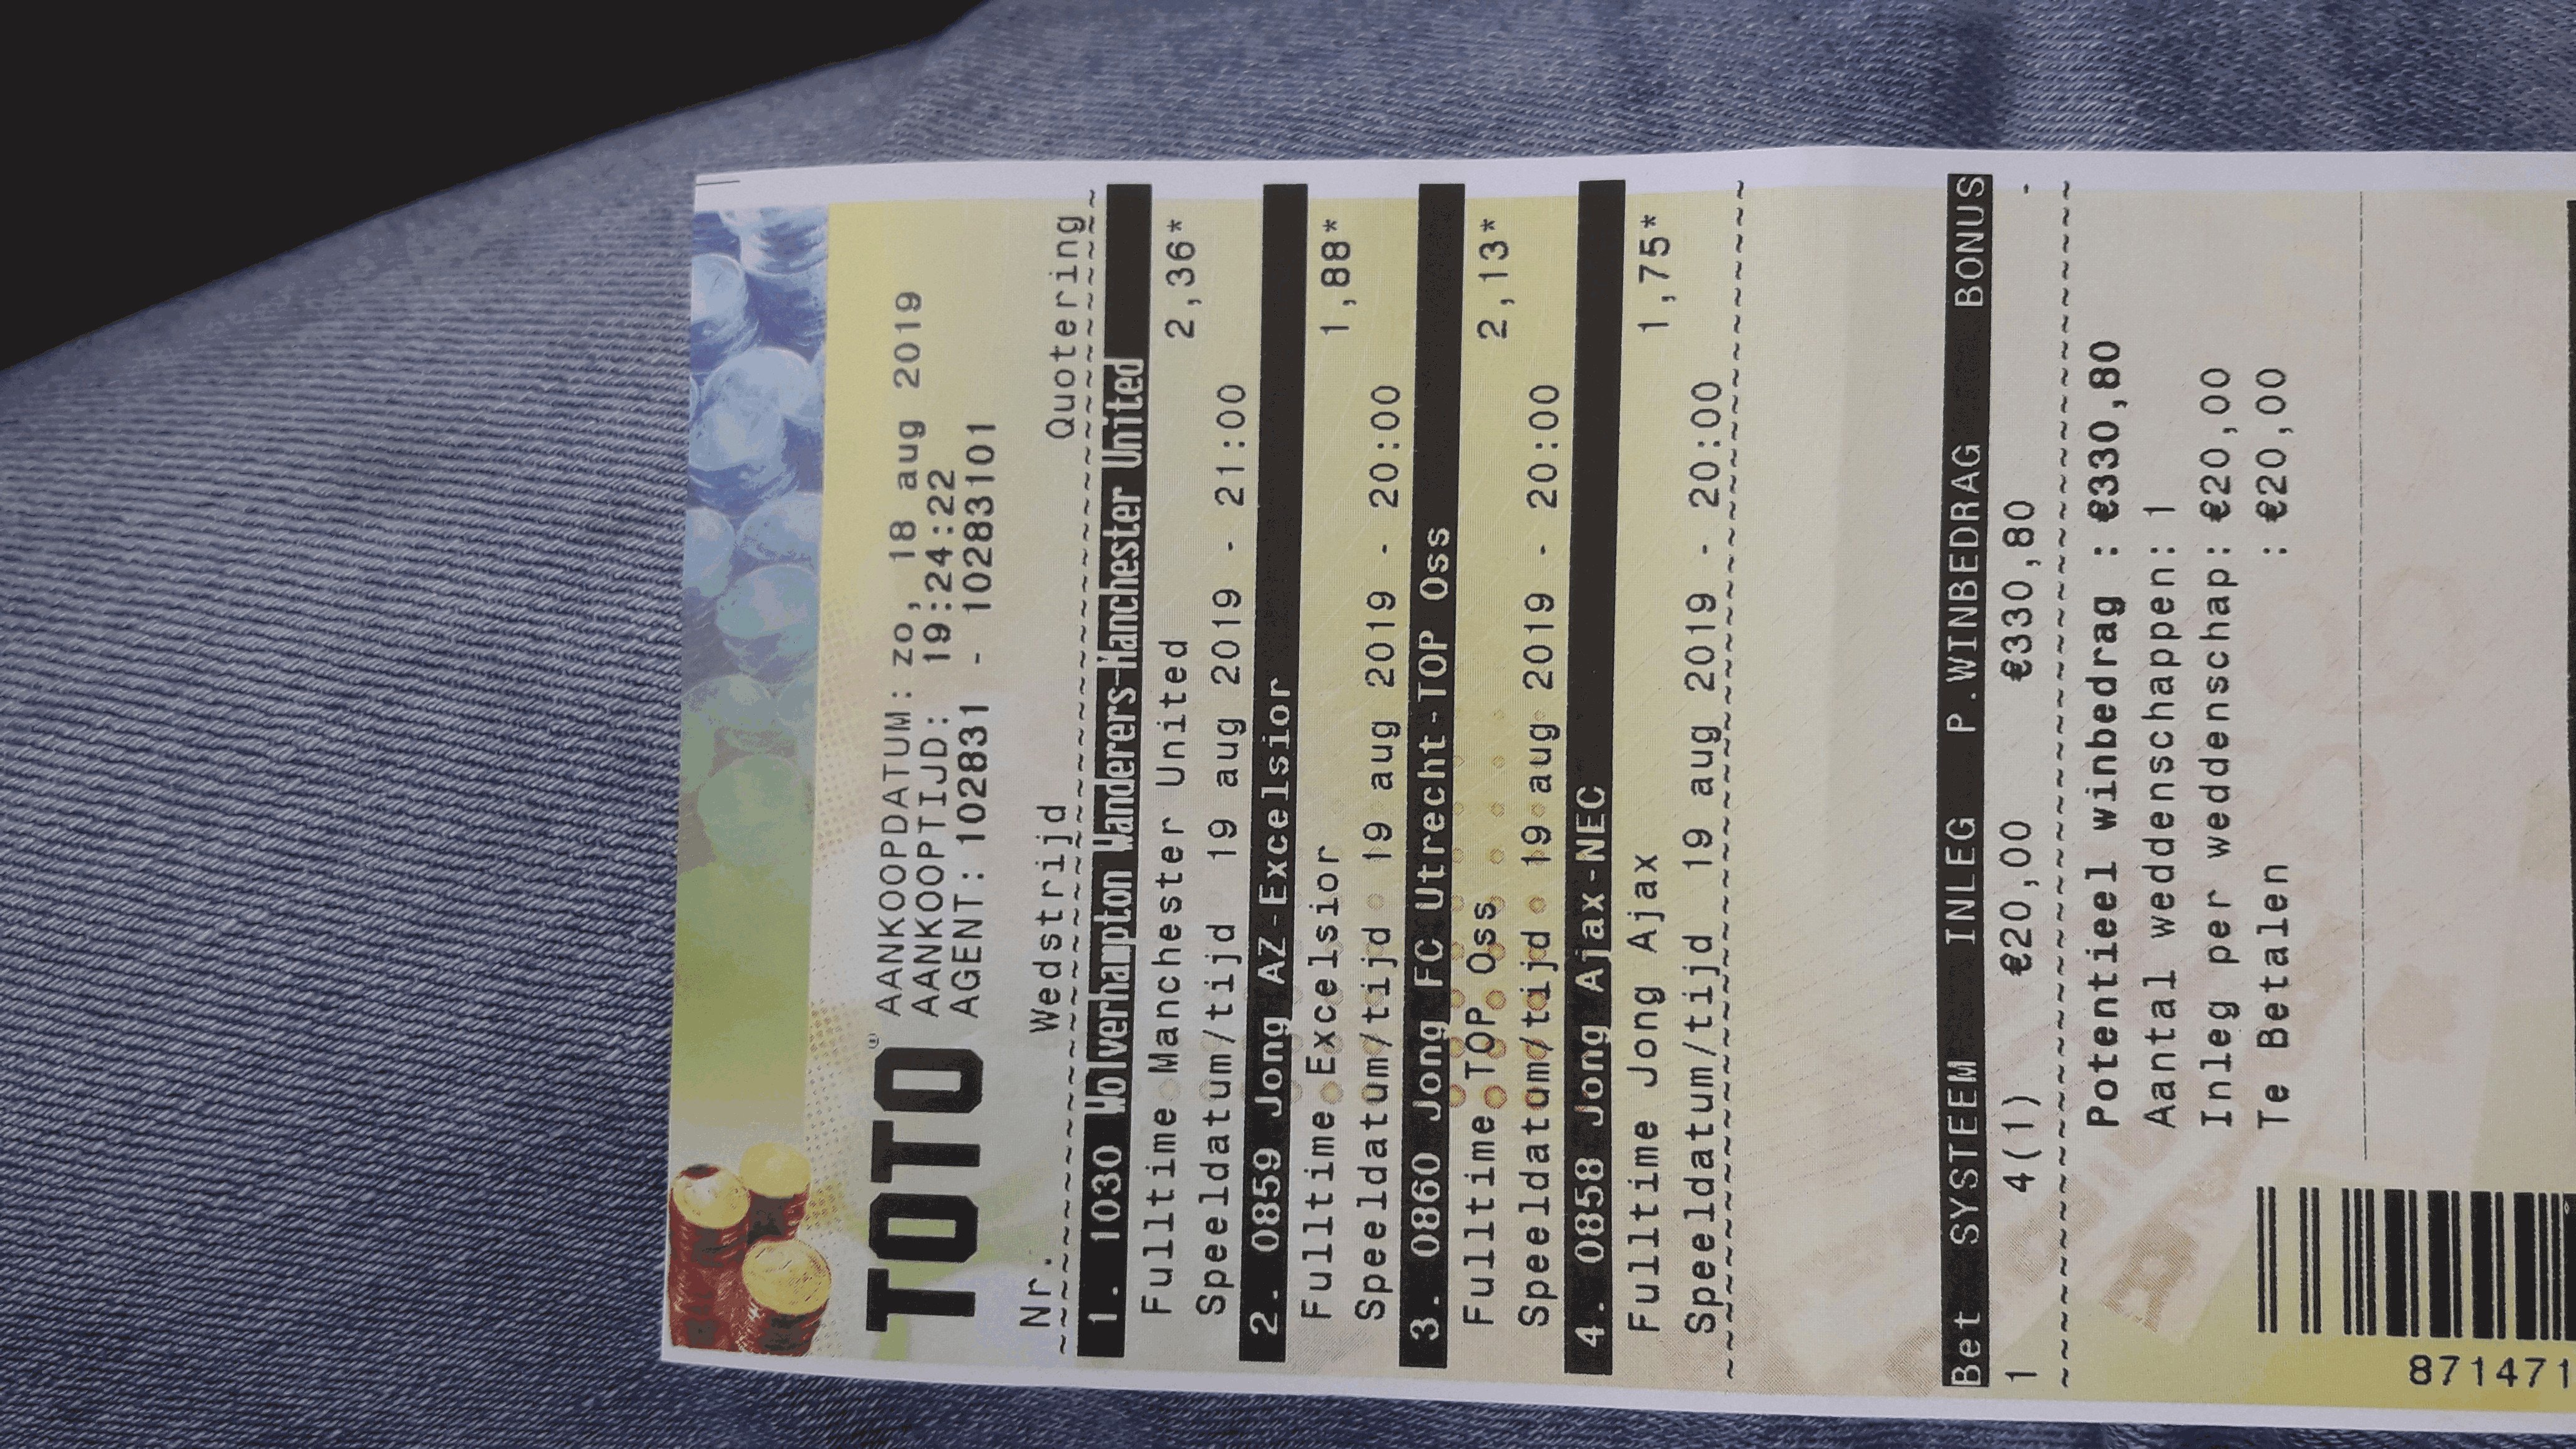 TOTO®
AANKOOPDATUM: zo, 18 aug 2019
AANKOOPTIJD: 19:24:22
AGENT: 102831 - 10283101
Nr. Wedstrijd Quotering
~~~~~~~~~~~~~~~~~~~~~~~~~~~~~~~~~~~~~~~~~~
1. 1030 Wolverhampton Wanderers-Manchester United
Fulltime Manchester United 2,36*
Speeldatum/tijd 19 aug 2019 - 21:00
2. 0859 Jong AZ-Excelsior
Fulltime Excelsior 1,88*
Speeldatum/tijd 19 aug 2019 - 20:00
3. 0860 Jong FC Utrecht-TOP Oss
Fulltime TOP Oss 2,13*
Speeldatum/tijd 19 aug 2019 - 20:00
4. 0858 Jong Ajax-NEC
Fulltime Jong Ajax 1,75*
Speeldatum/tijd 19 aug 2019 - 20:00
~~~~~~~~~~~~~~~~~~~~~~~~~~~~~~~~~~~~~~~~~~
Bet SYSTEEM INLEG P.WINBEDRAG BONUS
1 4(1) €20,00 €330,80 -
~~~~~~~~~~~~~~~~~~~~~~~~~~~~~~~~~~~~~~~~~~
Potentieel winbedrag : €330,80
Aantal weddenschappen: 1
Inleg per weddenschap: €20,00
Te Betalen : €20,00
871471